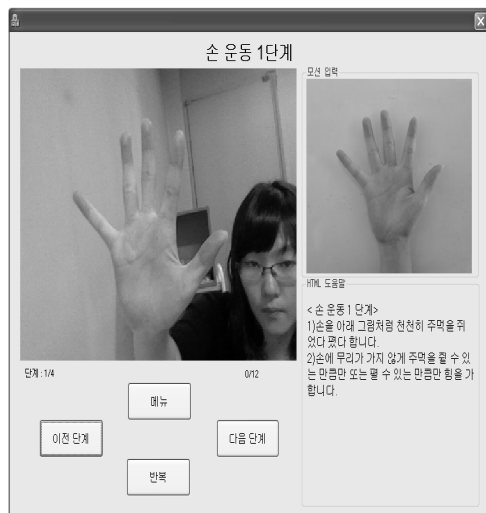 손 운동 1단계
모션 입력
HTML 도움말
< 손 운동 1 단계>
1)손을 아래 그림처럼 천천히 주먹을 쥐
었다 폈다 합니다.
2)손에 무리가 가지 않게 주먹을 쥘 수 있
는 만큼만 또는 펼 수 있는 만큼만 힘을 가
합니다.
단계 : 1/4
0/12
메뉴
이전 단계
다음 단계
반복